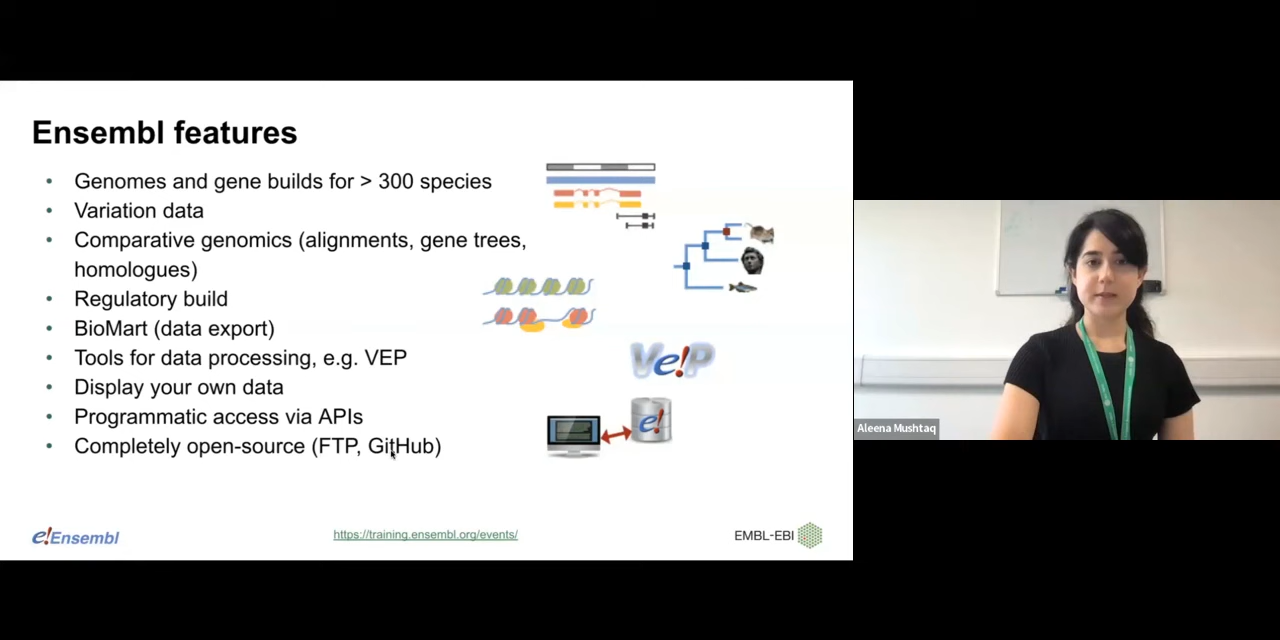 Ensembl features
• Genomes and gene builds for > 300 species
• Variation data
• Comparative genomics (alignments, gene trees,
homologues)
• Regulatory build
• BioMart (data export)
• Tools for data processing, e.g. VEP
• Display your own data
• Programmatic access via APIs
• Completely open-source (FTP, GitHub)
Ve!P
e!
e!Ensembl
https://training.ensembl.org/events/
EMBL-EBI
Aleena Mushtaq